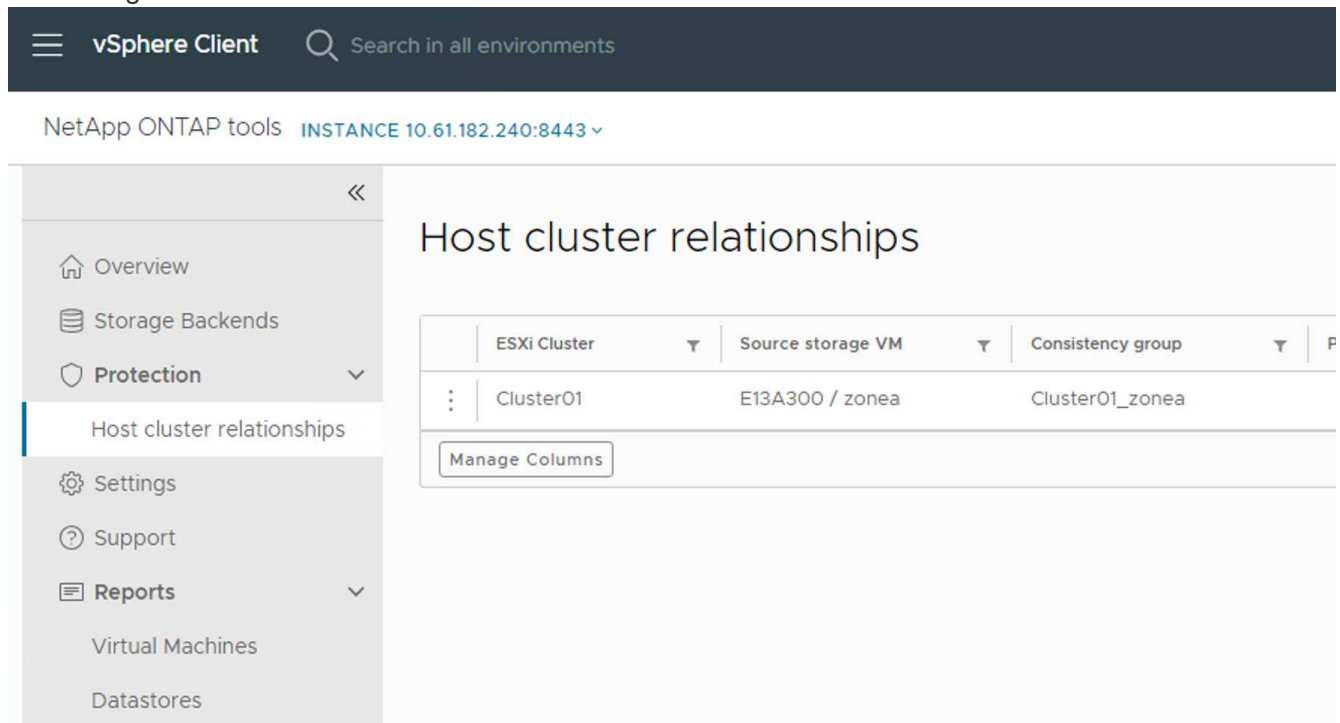 vSphere Client Search in all environments
NetApp ONTAP tools INSTANCE 10.61.182.240:8443
Overview
Storage Backends
Protection
Host cluster relationships
Settings
Support
Reports
Virtual Machines
Datastores
Host cluster relationships
ESXi Cluster Source storage VM Consistency group P
Cluster01 E13A300 / zonea Cluster01_zonea
Manage Columns